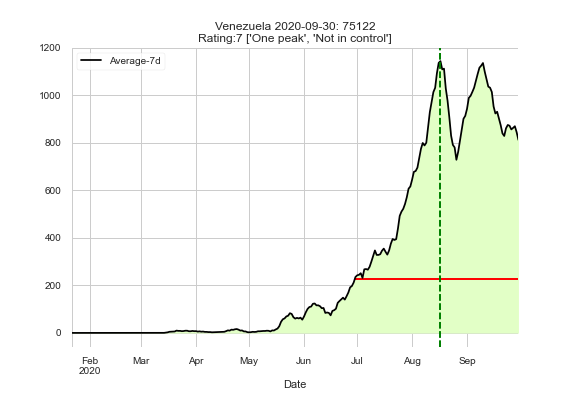 Venezuela 2020-09-30: 75122
Rating:7 ['One peak', 'Not in control']
Average-7d
1200
1000
800
600
400
200
0
Feb
2020
Mar
Apr
May
Jun
Jul
Aug
Sep
Date